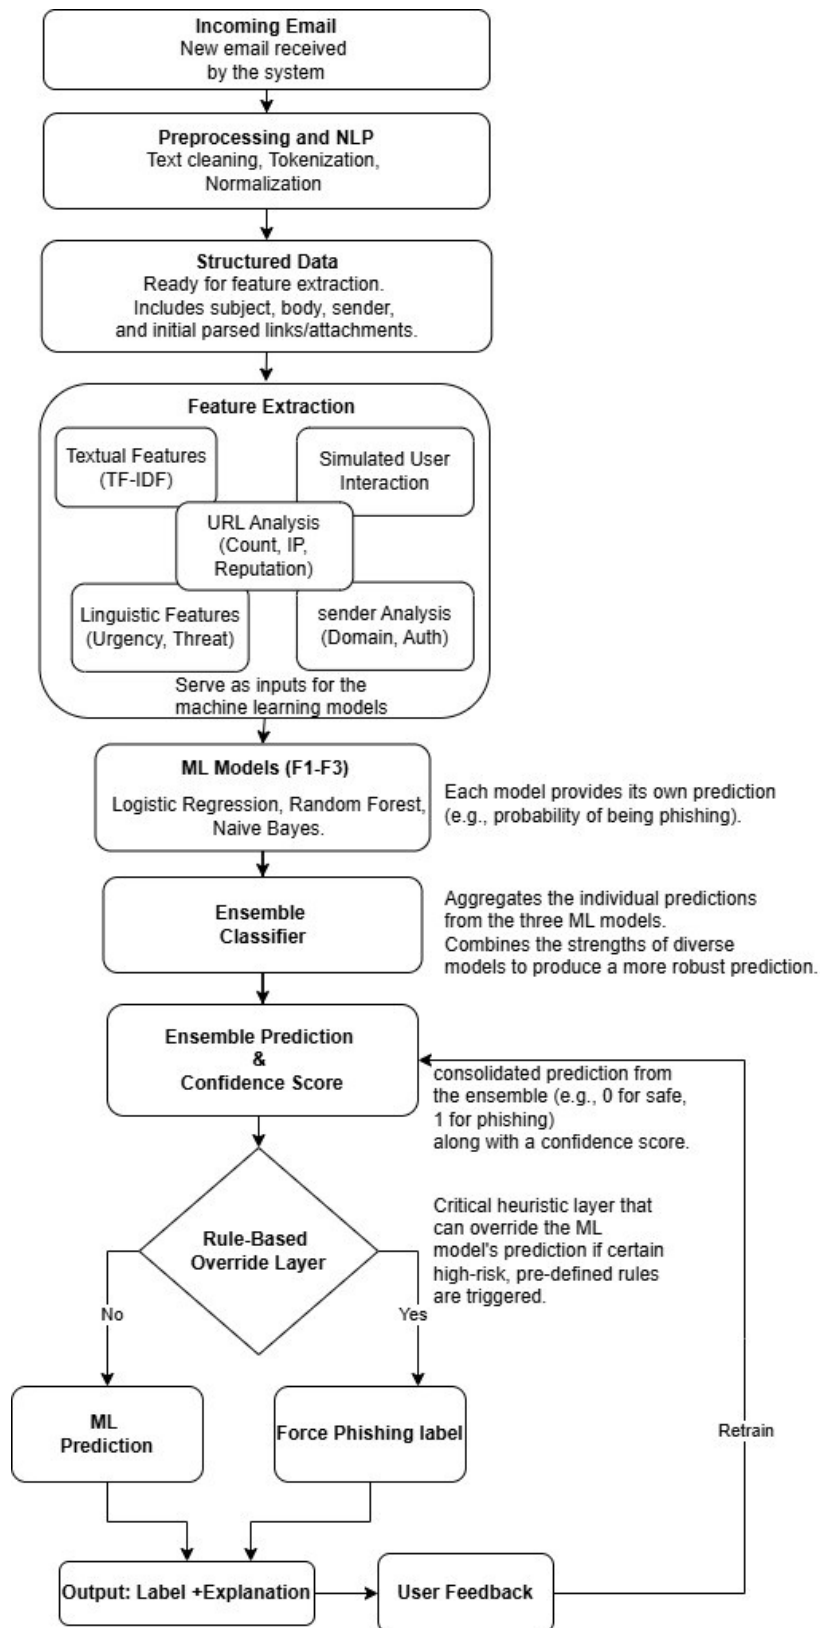 Incoming Email
New email received
by the system
Preprocessing and NLP
Text cleaning, Tokenization,
Normalization
Structured Data
Ready for feature extraction.
Includes subject, body, sender,
and initial parsed links/attachments.
Feature Extraction
Textual Features
(TF-IDF)
Simulated User
Interaction
URL Analysis
(Count, IP,
Reputation)
Linguistic Features
(Urgency, Threat)
sender Analysis
(Domain, Auth)
Serve as inputs for the
machine learning models
ML Models (F1-F3)
Logistic Regression, Random Forest,
Naive Bayes.
Each model provides its own prediction
(e.g., probability of being phishing).
Ensemble
Classifier
Aggregates the individual predictions
from the three ML models.
Combines the strengths of diverse
models to produce a more robust prediction.
Ensemble Prediction
&
Confidence Score
consolidated prediction from
the ensemble (e.g., 0 for safe,
1 for phishing)
along with a confidence score.
Rule-Based
Override Layer
Critical heuristic layer that
can override the ML
model's prediction if certain
high-risk, pre-defined rules
are triggered.
No
Yes
ML
Prediction
Force Phishing label
Retrain
Output: Label +Explanation
User Feedback